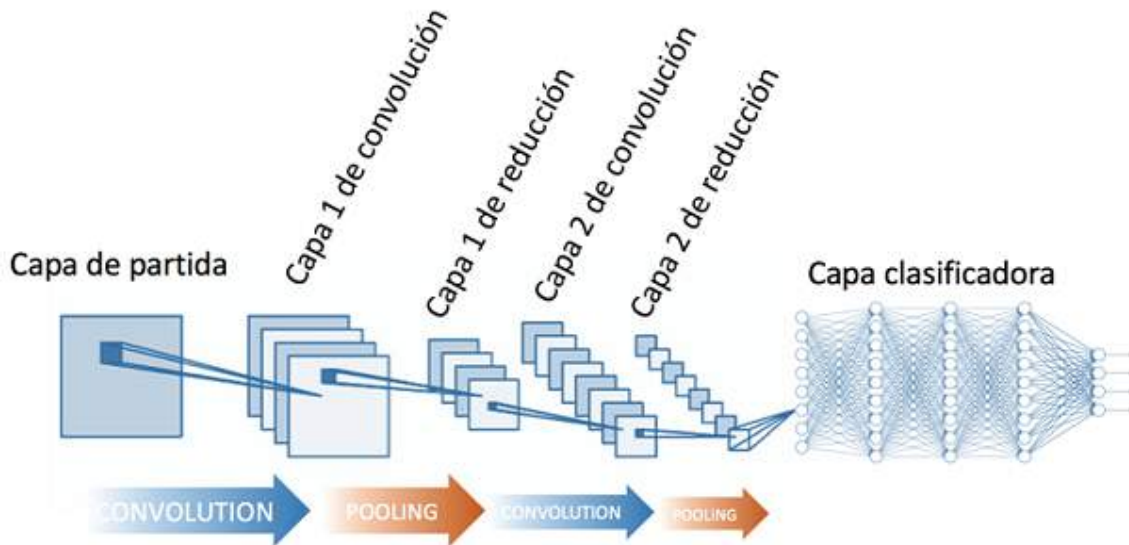 Capa de partida
Capa 1 de convolución
Capa 1 de reducción
Capa 2 de convolución
Capa 2 de reducción
Capa clasificadora
CONVOLUTION
POOLING
CONVOLUTION
POOLING